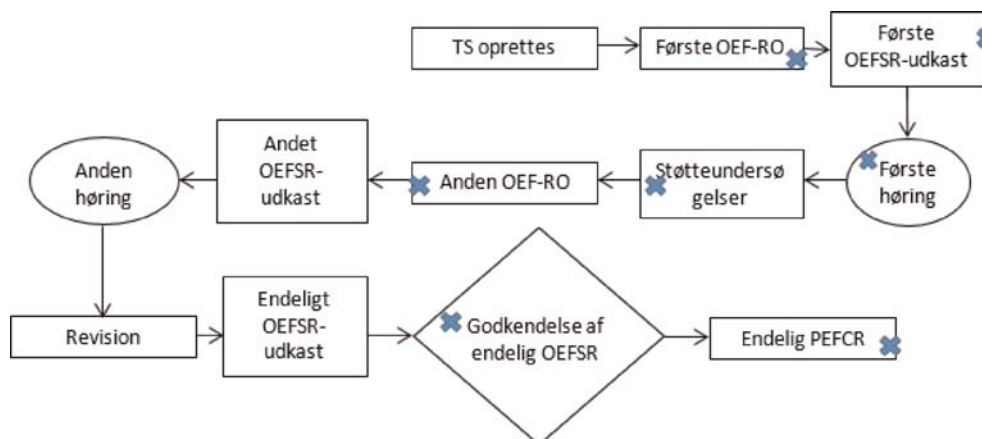 TS oprettes
Første OEF-RO
Første
OEFSR-udkast
Første
høring
Støtteundersø
gelser
Anden OEF-RO
Andet
OEFSR-
udkast
Anden
høring
Revision
Endeligt
OEFSR-
udkast
Godkendelse af
endelig OEFSR
Endelig PEFCR